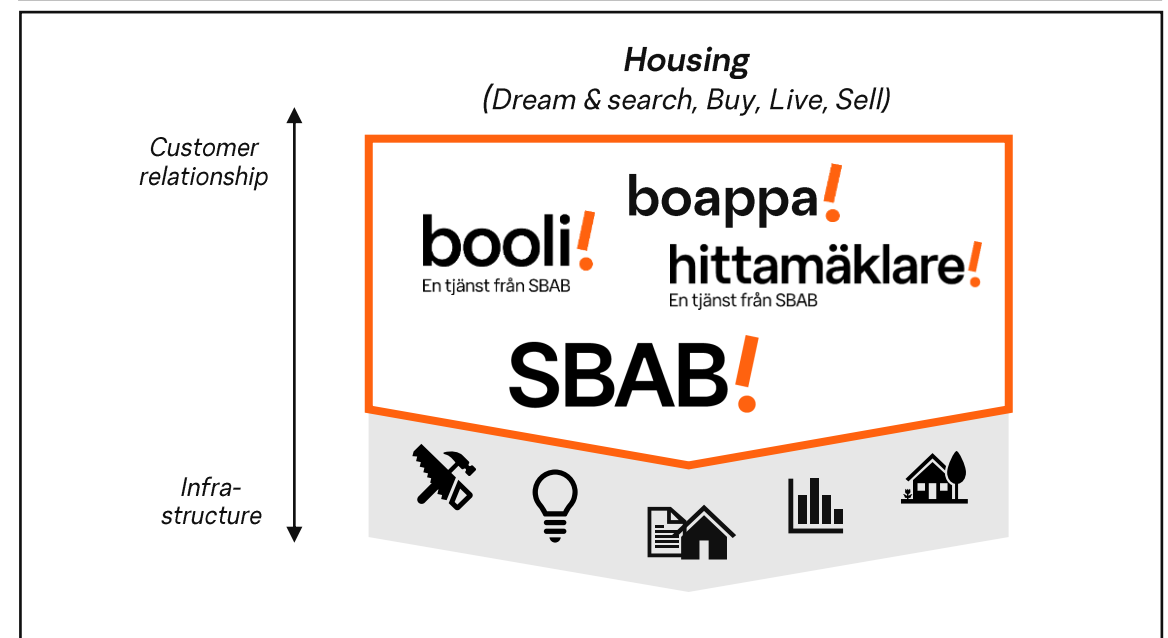 Housing
(Dream & search, Buy, Live, Sell)
Customer
relationship
boappa!
booli!
En tjänst från SBAB
hittamäklare!
En tjänst från SBAB
SBAB!
Infra-
structure